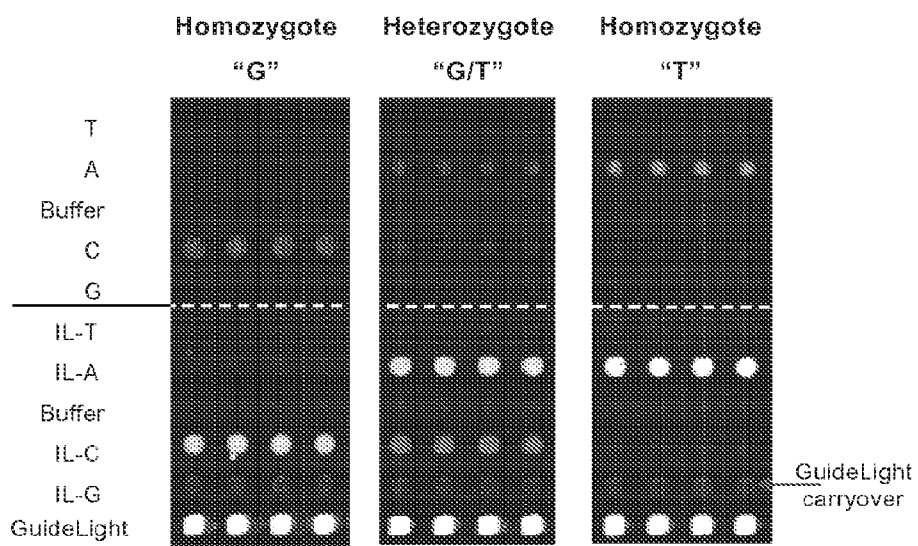 Homozygote Heterozygote Homozygote
“G” “G/T” “T”
T
A
Buffer
C
G
IL-T
IL-A
Buffer
IL-C
IL-G
GuideLight
GuideLight
carryover